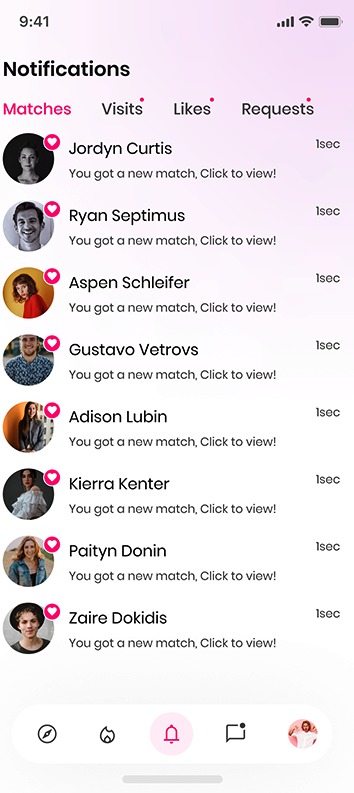 9:41
Notifications
Matches Visits Likes Requests
Jordyn Curtis 1sec
You got a new match, Click to view!
Ryan Septimus 1sec
You got a new match, Click to view!
Aspen Schleifer 1sec
You got a new match, Click to view!
Gustavo Vetrovs 1sec
You got a new match, Click to view!
Adison Lubin 1sec
You got a new match, Click to view!
Kierra Kenter 1sec
You got a new match, Click to view!
Paityn Donin 1sec
You got a new match, Click to view!
Zaire Dokidis 1sec
You got a new match, Click to view!